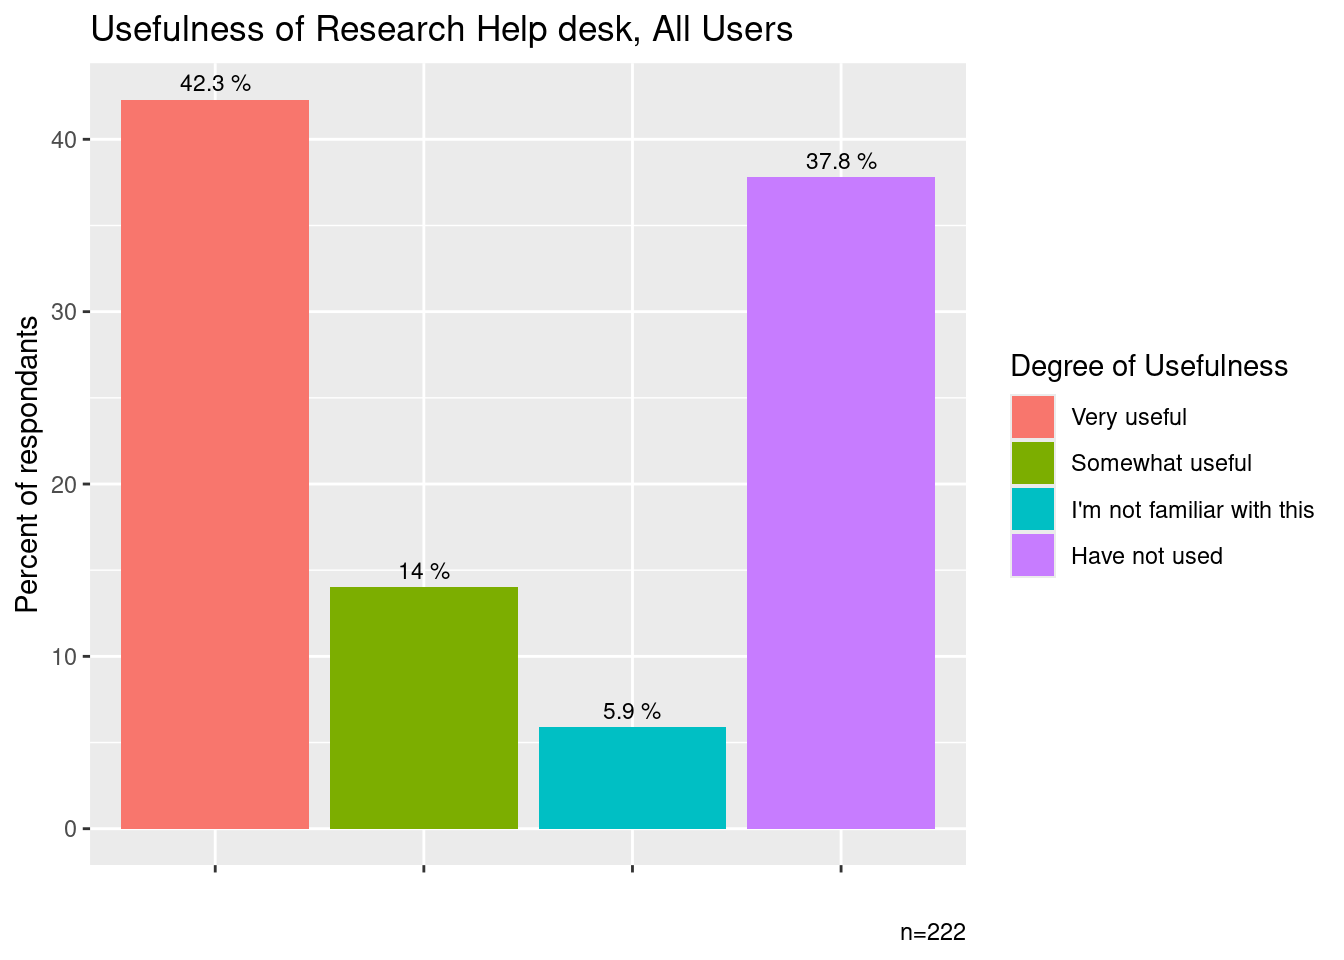 Usefulness of Research Help desk, All Users
42.3 %
37.8 %
14 %
5.9 %
40
30
20
10
0
Percent of respondants
Degree of Usefulness
Very useful
Somewhat useful
I'm not familiar with this
Have not used
n=222